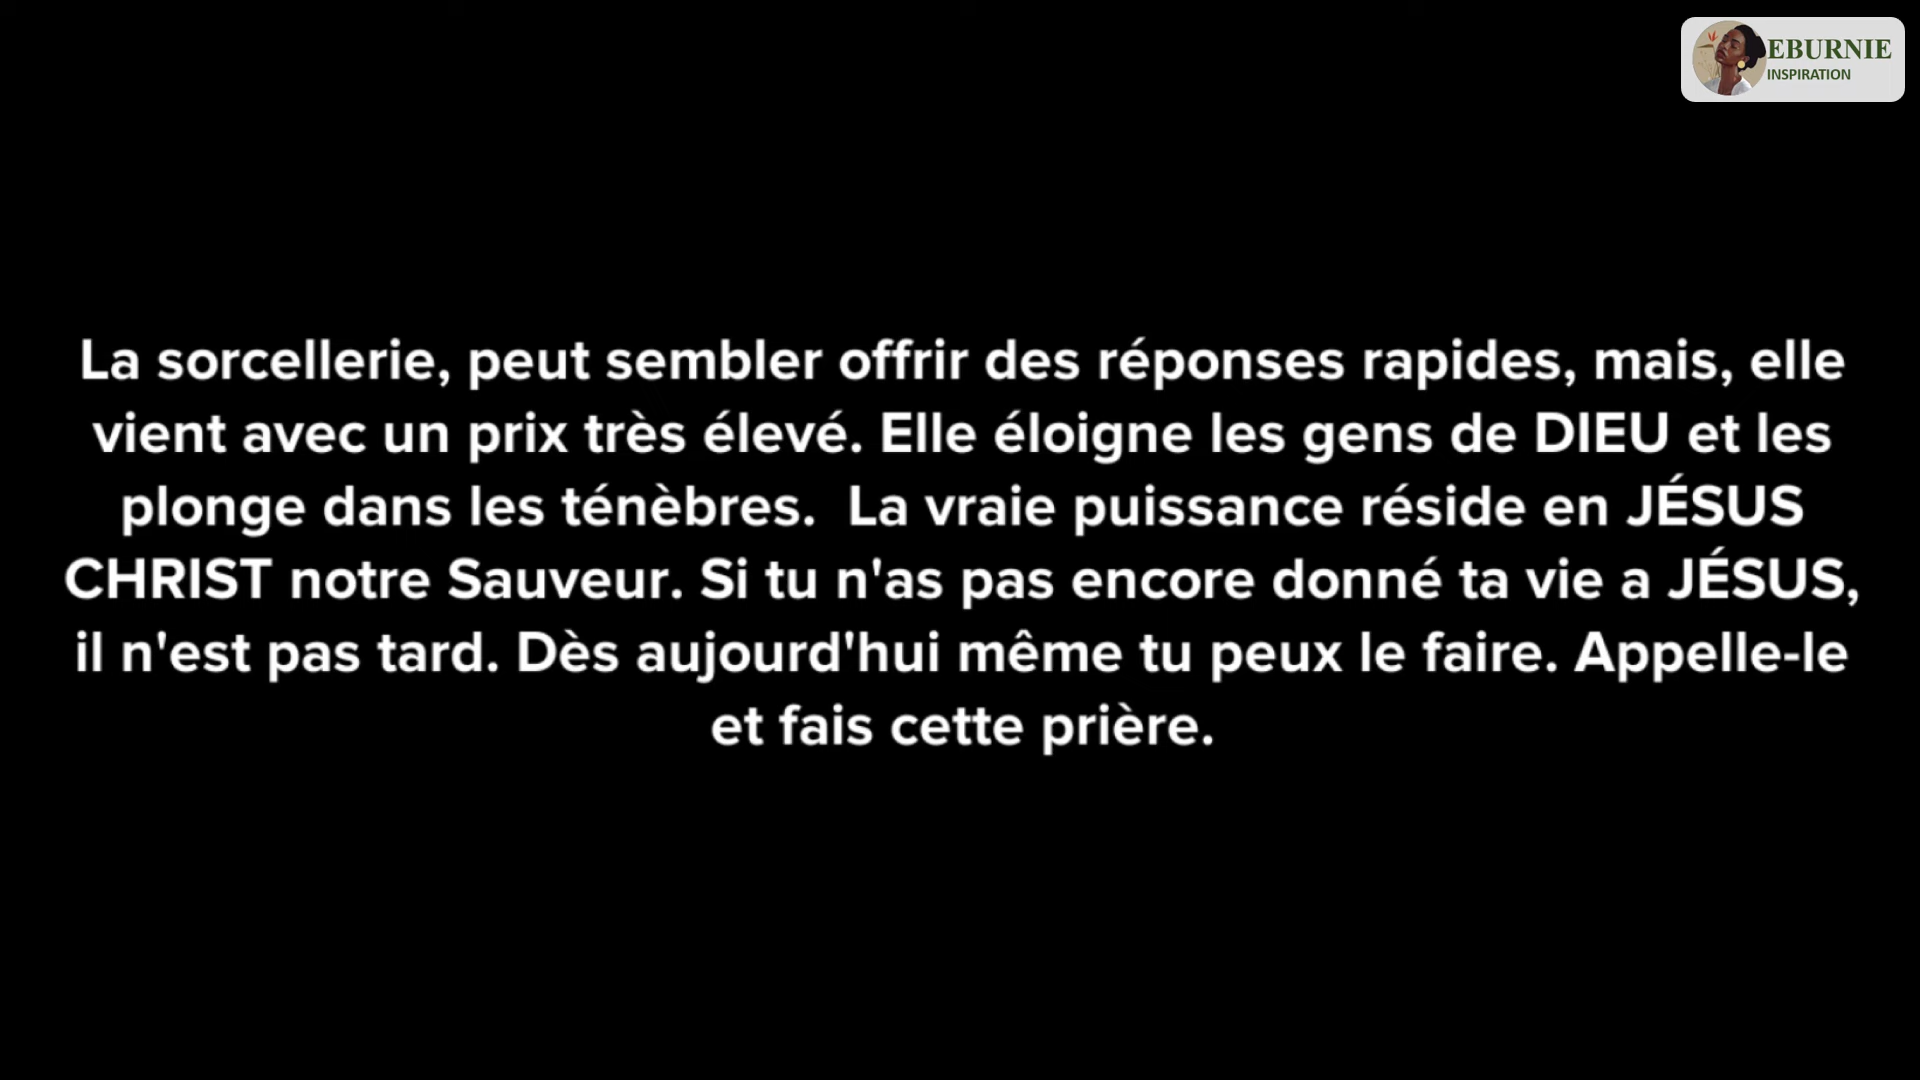 EBURNIE
INSPIRATION
La sorcellerie, peut sembler offrir des réponses rapides, mais, elle
vient avec un prix très élevé. Elle éloigne les gens de DIEU et les
plonge dans les ténèbres.  La vraie puissance réside en JÉSUS
CHRIST notre Sauveur. Si tu n'as pas encore donné ta vie a JÉSUS,
il n'est pas tard. Dès aujourd'hui même tu peux le faire. Appelle-le
et fais cette prière.